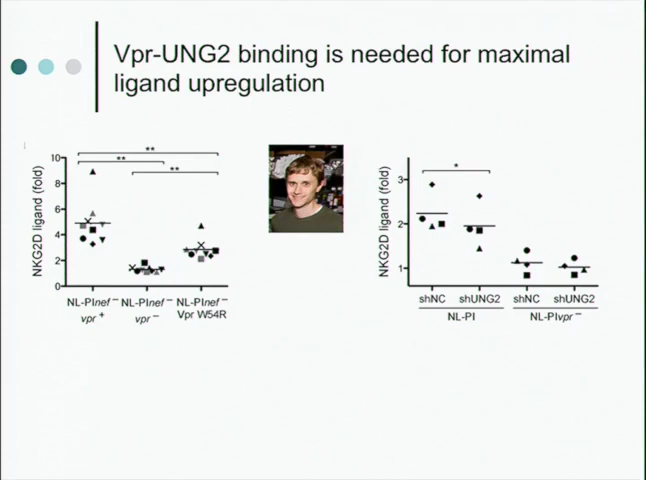 Vpr-UNG2 binding is needed for maximal
ligand upregulation
NKG2D ligand (fold)
10
8
6
4
2
0
**
**
**
NL-PInef– NL-PInef– NL-PInef–
vpr+ vpr– Vpr W54R
NKG2D ligand (fold)
3
2
1
*
shNC shUNG2 shNC shUNG2
NL-PI NL-PIvpr–